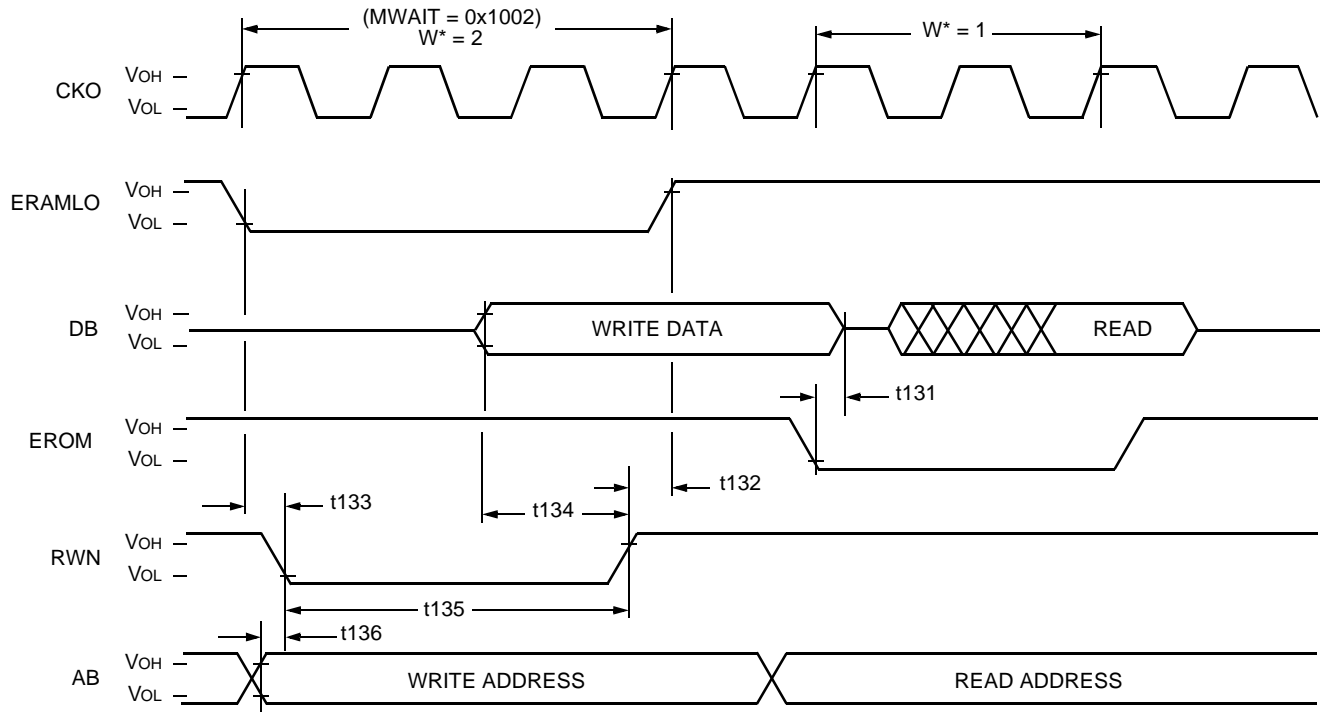 (MWAIT = 0x1002)
W* = 2
W* = 1
CKO
VOH
VOL
ERAMLO
VOH
VOL
DB
VOH
VOL
WRITE DATA
READ
t131
EROM
VOH
VOL
t132
t133
t134
RWN
VOH
VOL
t135
t136
AB
VOH
VOL
WRITE ADDRESS
READ ADDRESS